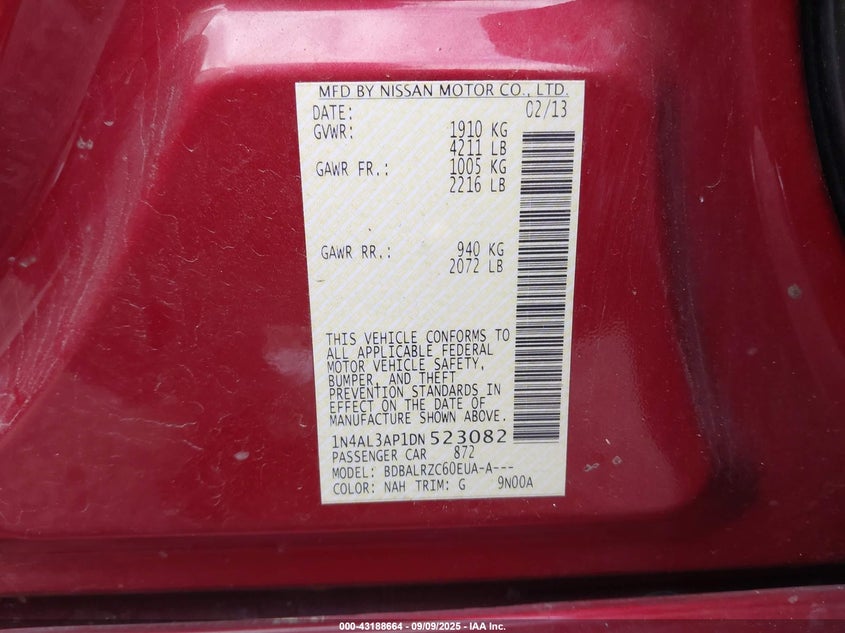 MFD BY NISSAN MOTOR CO., LTD.
DATE: 02/13
GVWR: 1910 KG
4211 LB
GAWR FR.: 1005 KG
2216 LB
GAWR RR.: 940 KG
2072 LB
THIS VEHICLE CONFORMS TO
ALL APPLICABLE FEDERAL
MOTOR VEHICLE SAFETY,
BUMPER, AND THEFT
PREVENTION STANDARDS IN
EFFECT ON THE DATE OF
MANUFACTURE SHOWN ABOVE.
1N4AL3AP1DN 523082
PASSENGER CAR 872
MODEL: BDBALRZC60EUA-A---
COLOR: NAH TRIM: G 9N00A
000-43188664 - 09/09/2025 - IAA Inc.